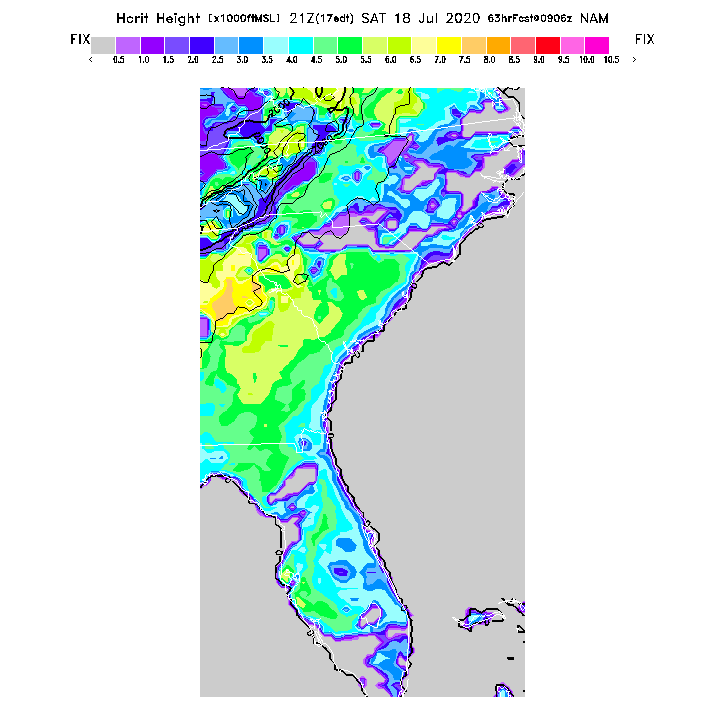 Hcrit Height [x1000ftMSL] 21Z(17edt) SAT 18 Jul 2020 63hrFcst@0906z NAM
FIX FIX
< 0.5 1.0 1.5 2.0 2.5 3.0 3.5 4.0 4.5 5.0 5.5 6.0 6.5 7.0 7.5 8.0 8.5 9.0 9.5 10.0 10.5 >